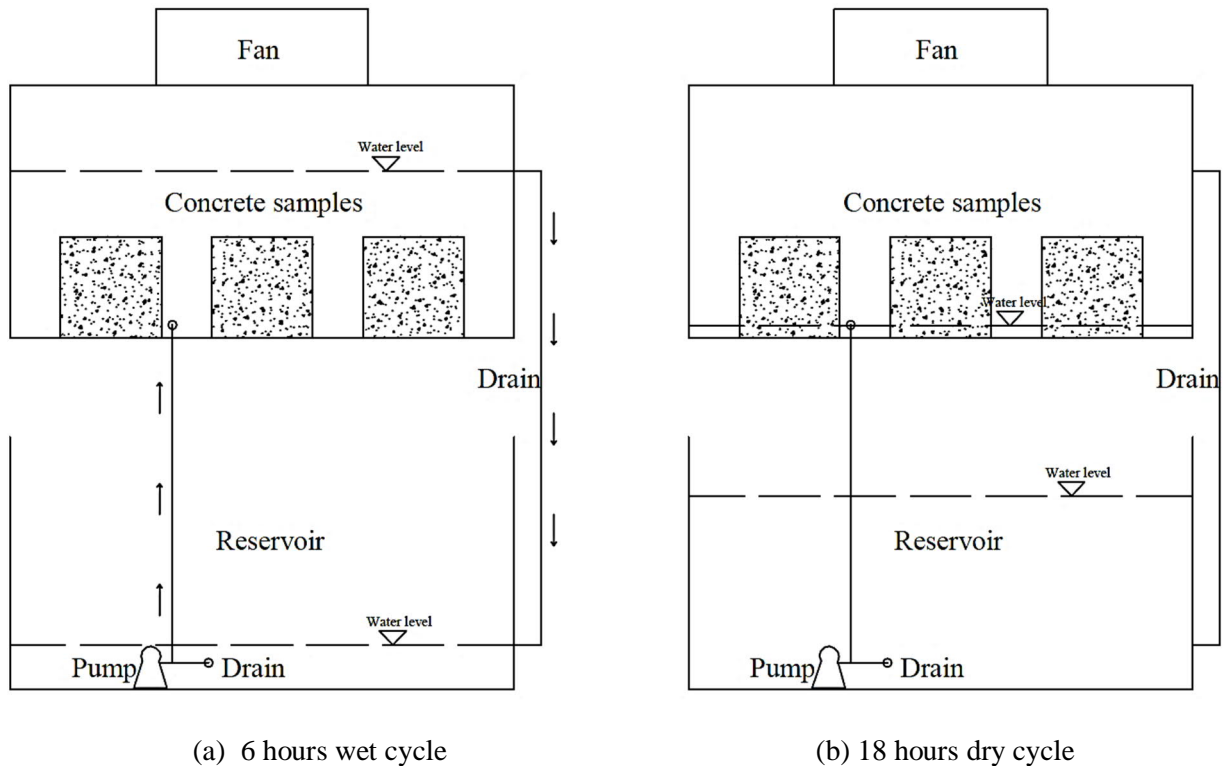 Fan
Water level
Concrete samples
Drain
Reservoir
Water level
Pump
Drain
(a) 6 hours wet cycle
Fan
Concrete samples
Water level
Drain
Water level
Reservoir
Pump
Drain
(b) 18 hours dry cycle